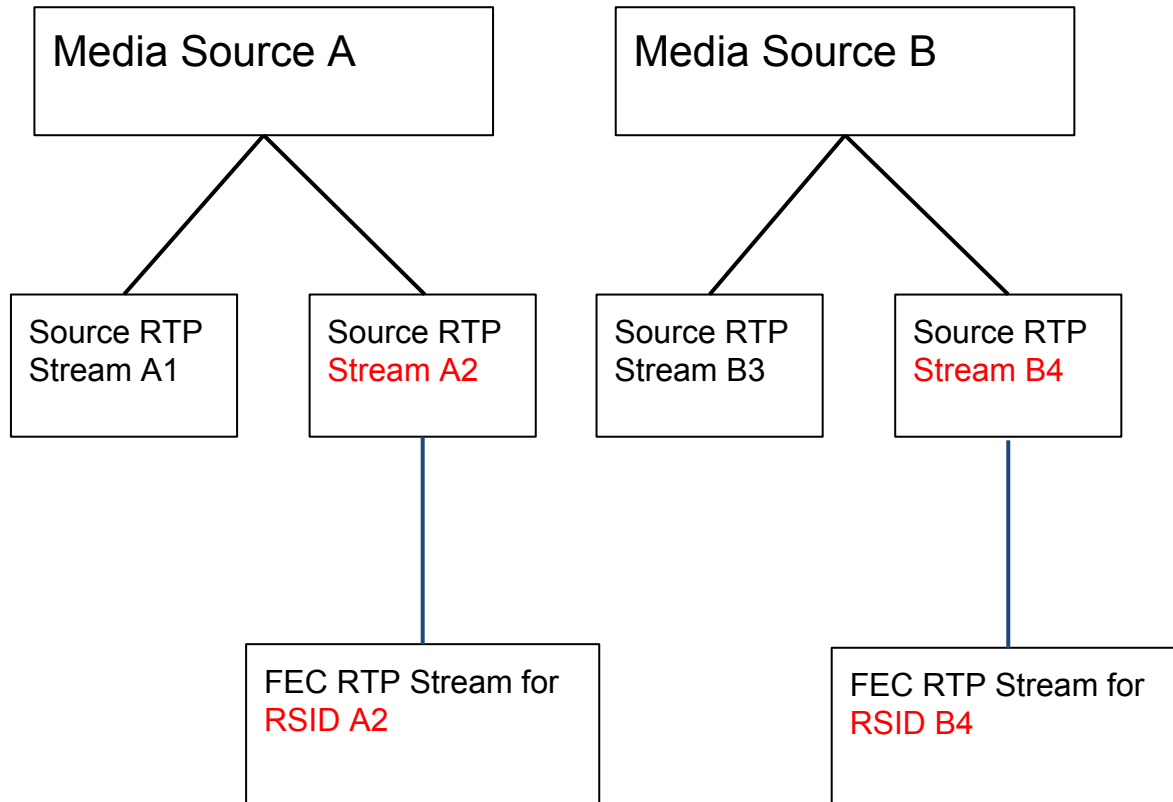 Media Source A
Media Source B
Source RTP
Stream A1
Source RTP
Stream A2
Source RTP
Stream B3
Source RTP
Stream B4
FEC RTP Stream for
RSID A2
FEC RTP Stream for
RSID B4